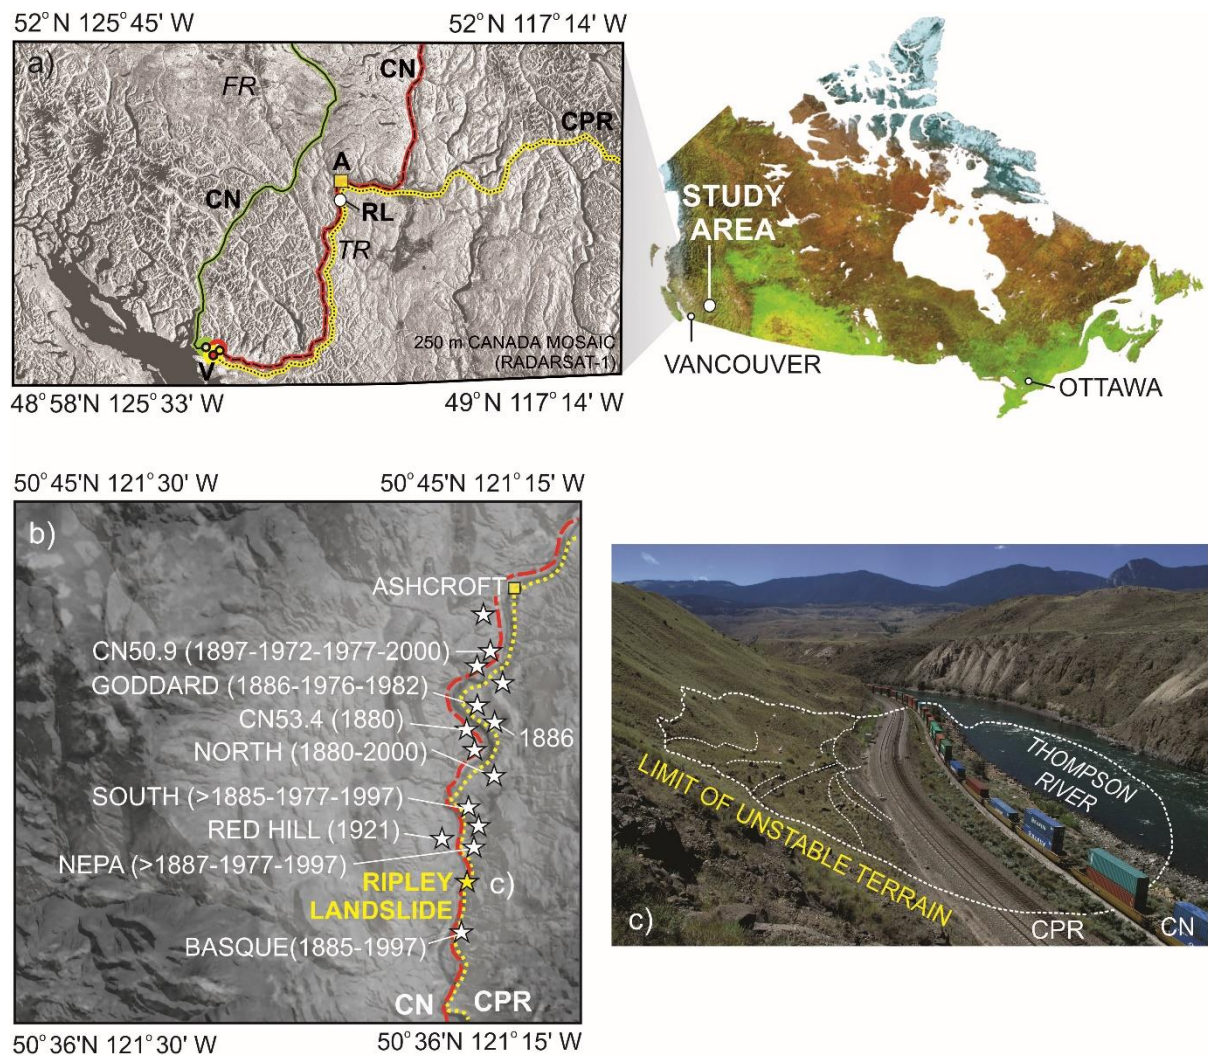 52°N 125°45' W
52°N 117°14' W
a)
FR
CN
CPR
A
CN
RL
TR
V
250 m CANADA MOSAIC
(RADARSAT-1)
48°58'N 125°33' W
49°N 117°14' W
STUDY
AREA
VANCOUVER
OTTAWA
50°45'N 121°30' W
50°45'N 121°15' W
b)
ASHCROFT
CN50.9 (1897-1972-1977-2000)
GODDARD (1886-1976-1982)
CN53.4 (1880)
1886
NORTH (1880-2000)
SOUTH (>1885-1977-1997)
RED HILL (1921)
NEPA (>1887-1977-1997)
RIPLEY
LANDSLIDE
c)
BASQUE(1885-1997)
CN
CPR
50°36'N 121°30' W
50°36'N 121°15' W
THOMPSON
RIVER
LIMIT OF UNSTABLE TERRAIN
c)
CPR
CN